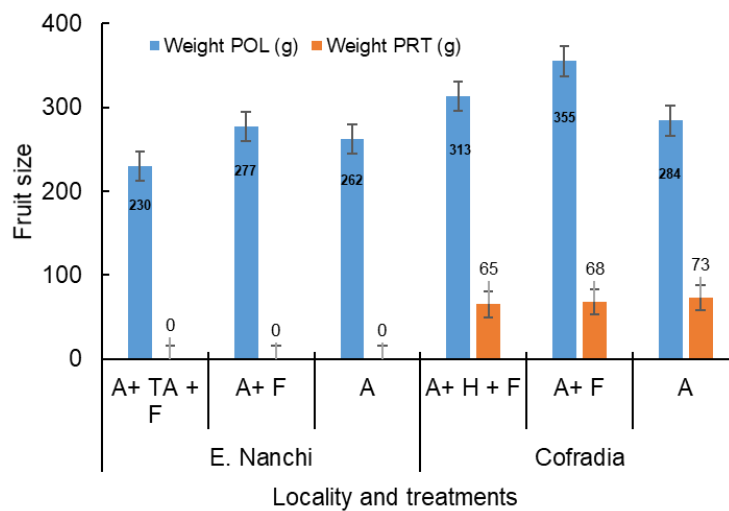 400
300
200
100
0
Fruit size
Weight POL (g) Weight PRT (g)
230 0 277 0 262 0 313 65 355 68 284 73
A+ TA + A+ F A A+ H + F A+ F A
F
E. Nanchi Cofradia
Locality and treatments